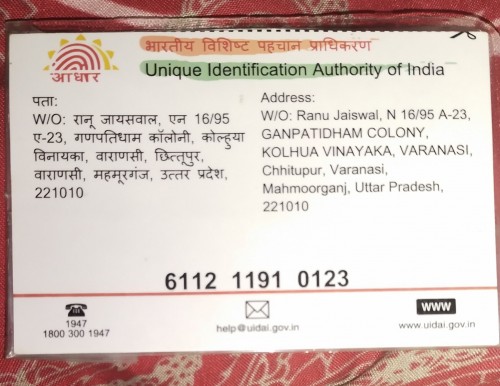 भारतीय विशिष्ट पहचान प्राधिकरण
Unique Identification Authority of India
आधार
पता:
W/O: रानू जायसवाल, एन 16/95
ए-23, गणपतिधाम कॉलोनी, कोल्हुया
विनायका, वाराणसी, छित्तूपुर,
वाराणसी, महमूरगंज, उत्तर प्रदेश,
221010
Address:
W/O: Ranu Jaiswal, N 16/95 A-23,
GANPATIDHAM COLONY,
KOLHUA VINAYAKA, VARANASI,
Chhitupur, Varanasi,
Mahmoorganj, Uttar Pradesh,
221010
6112 1191 0123
1947
1800 300 1947
help@uidai.gov.in
www
www.uidai.gov.in